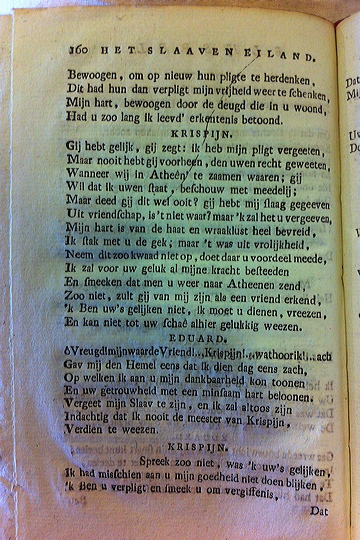 160 HET SLAAVEN EILAND.
Bewoogen, om op nieuw hun pligte te herdenken,
Dit had hun dan verpligt mijn vrijheid weer te schenken,
Mijn hart, bewoogen door de deugd die in u woond,
Had u zoo lang ik leevd' erkentenis betoond.
KRISPIJN.
Gij hebt gelijk, gij zegt: ik heb mijn pligt vergeeten,
Maar nooit hebt gij voorheen, den uwen recht geweeten,
Wanneer wij in Atheen' te zaamen waaren; gij
Wil dat ik uwen staat, beschouw met meedelij;
Maar deed gij dit wel ooit? gij hebt mij slaag gegeeven
Uit vriendschap, is 't niet waar? maar 'k zal het u vergeeven,
Mijn hart is van de haat en wraaklust heel bevreid,
Ik stak met u de gek; maar 't was uit vrolijkheid,
Neem dit zoo kwaad niet op, doet daar u voordeel meede,
Ik zal voor uw geluk al mijne kracht besteeden
En smeeken dat men u weer naar Atheenen zend,
Zoo niet, zult gij van mij zijn als een vriend erkend,
'k Ben uw's gelijken niet, ik moet u dienen, vreezen,
En kan niet tot uw schaê alhier gelukkig weezen.
EDUARD.
ô Vreugd! mijn waarde Vriend!.. Krispijn!.. wat hoor ik!.. ach
Gav mij den Hemel eens dat ik dien dag eens zach,
Op welken ik aan u mijn dankbaarheid kon toonen
En uw getrouwheid met een minsaam hart beloonen,
Vergeet mijn Slaav te zijn, en ik zal altoos zijn
Indachtig dat ik nooit de meester van Krispijn,
Verdien te weezen.
KRISPIJN.
Spreek zoo niet, was 'k uw's gelijken,
Ik had misschien aan u mijn goedheid niet doen blijken,
'k Ben u verpligt en smeek u om vergiffenis,
Dat